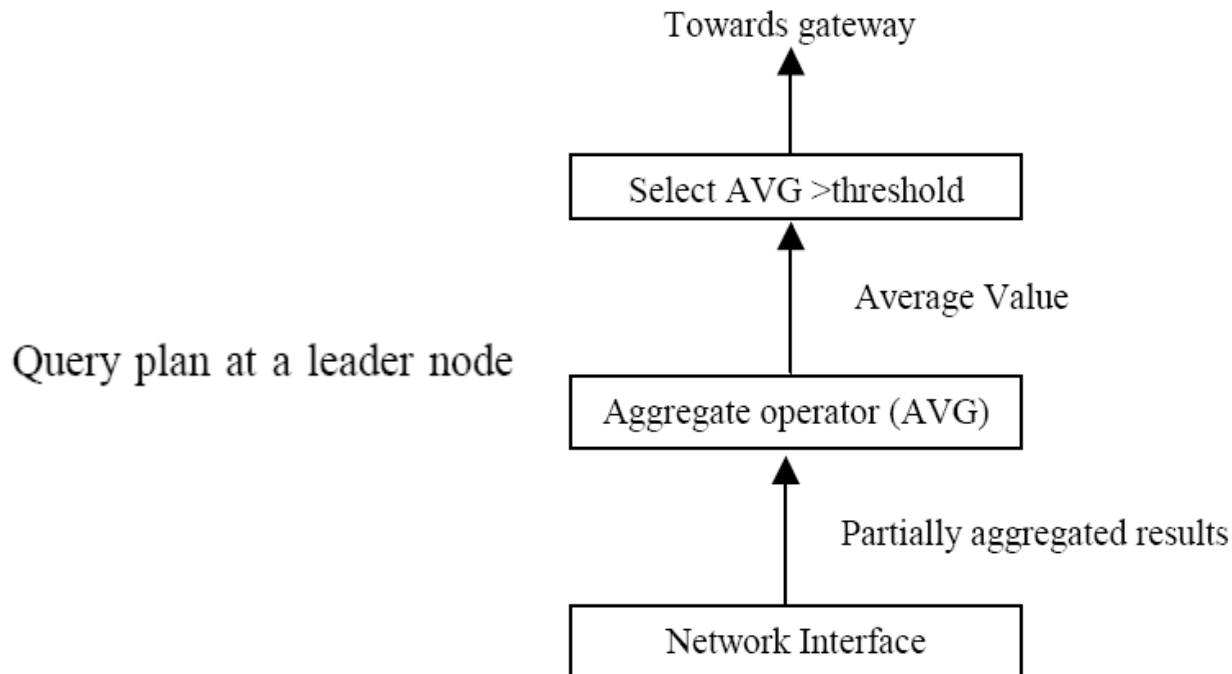 Towards gateway
Select AVG >threshold
Average Value
Query plan at a leader node
Aggregate operator (AVG)
Partially aggregated results
Network Interface